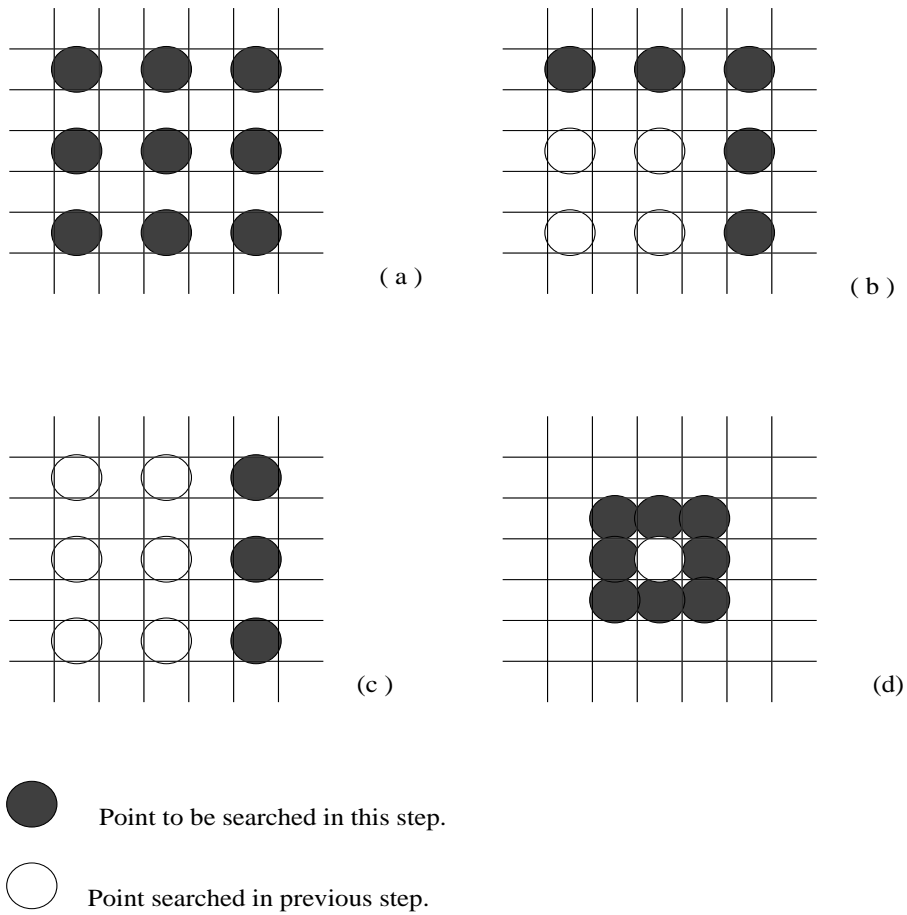 ( a )
( b )
(c )
(d)
Point to be searched in this step.
Point searched in previous step.